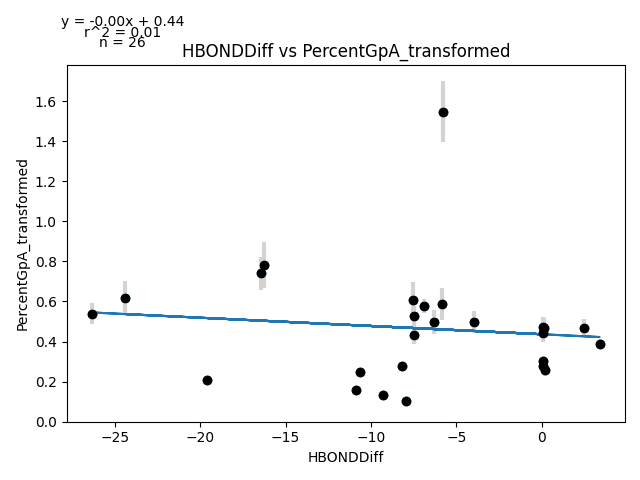 y = -0.00x + 0.44
r^2 = 0.01
n = 26
HBONDDiff vs PercentGpA_transformed
PercentGpA_transformed
1.6
1.4
1.2
1.0
0.8
0.6
0.4
0.2
0.0
−25
−20
−15
−10
−5
0
HBONDDiff